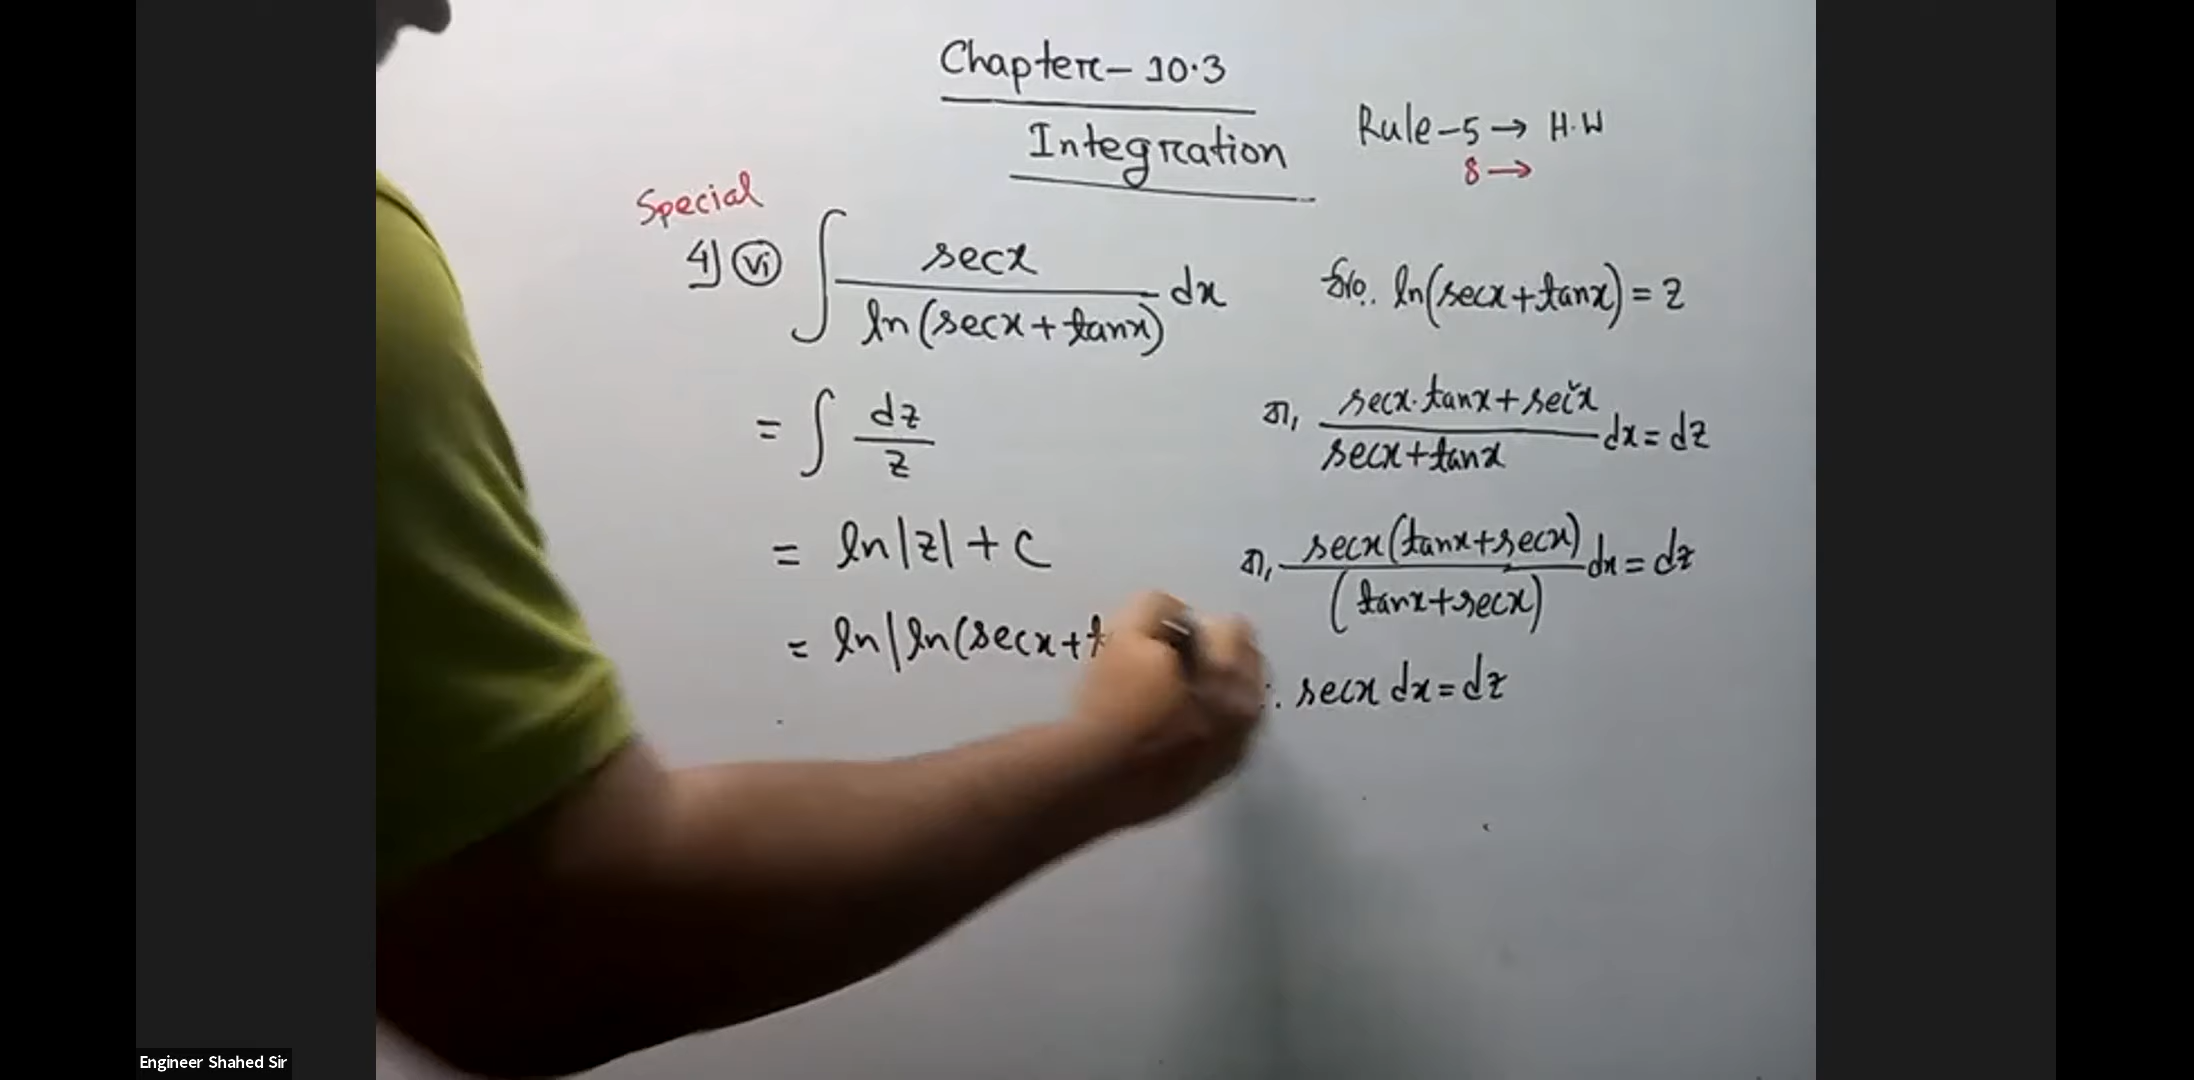 Chapter-10.3
Integration
Rule-5→ H.W
8→
Special
4) (vi) ∫ secx / ln(secx+tanx) dx
= ∫ dz / z
= ln|z| + c
= ln|ln(secx+t
ধরি, ln(secx+tanx) = z
বা, secx.tanx+sec²x / secx+tanx dx = dz
বা, secx(tanx+secx) / (tanx+secx) dx = dz
∴ secx dx = dz
Engineer Shahed Sir